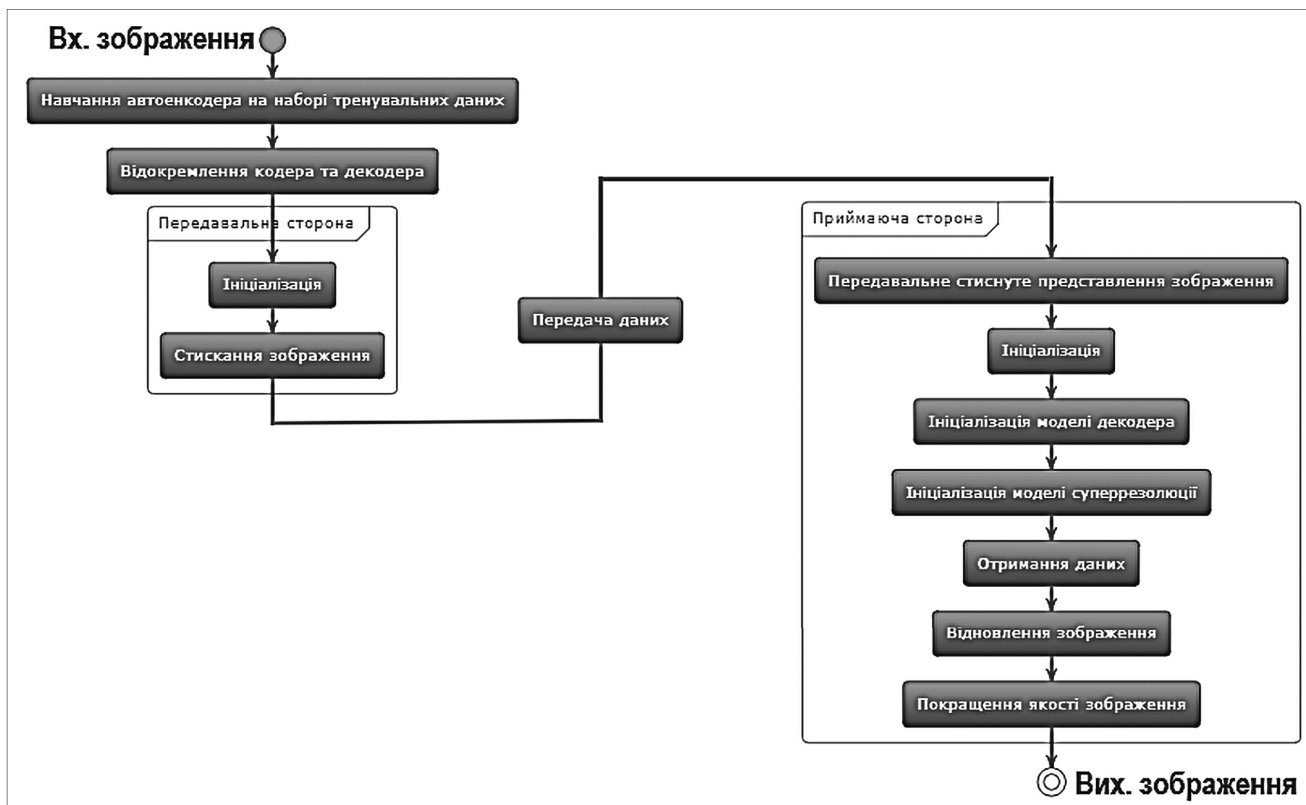 Вх. зображення
Навчання автоенкодера на наборі тренувальних даних
Відокремлення кодера та декодера
Передавальна сторона
Ініціалізація
Стискання зображення
Передача даних
Приймаюча сторона
Передавальне стиснуте представлення зображення
Ініціалізація
Ініціалізація моделі декодера
Ініціалізація моделі суперрезолюції
Отримання даних
Відновлення зображення
Покращення якості зображення
Вих. зображення